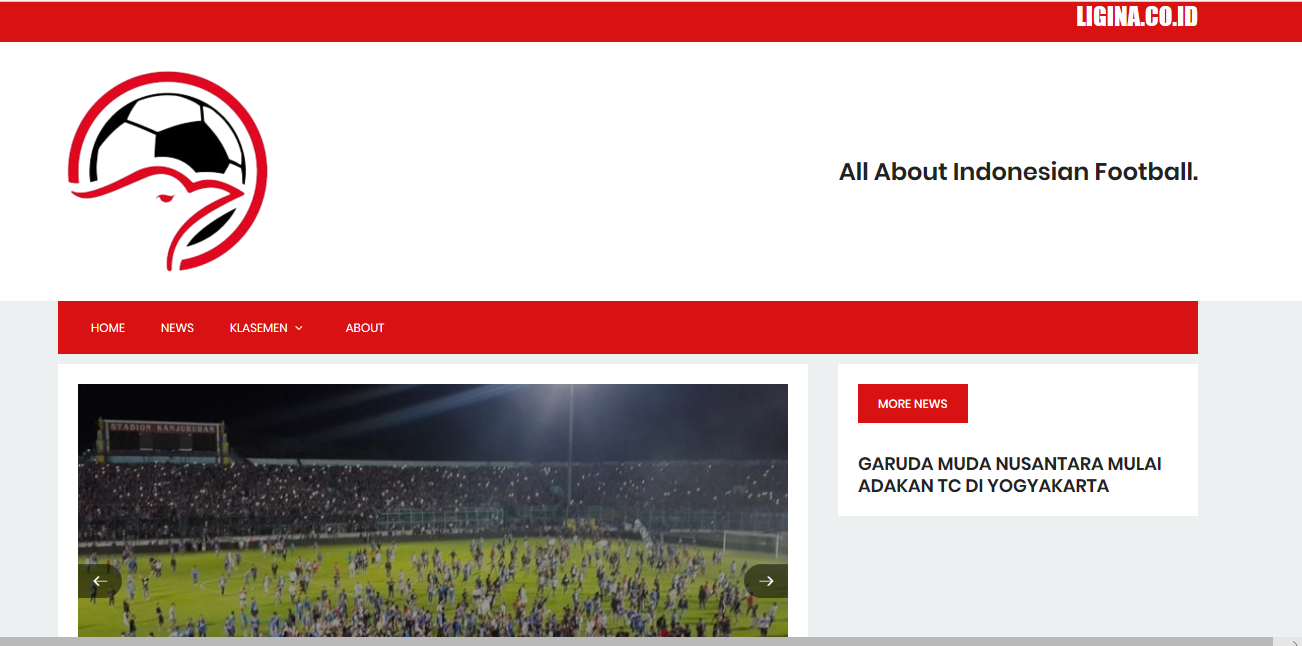 LIGINA.CO.ID
All About Indonesian Football.
HOME NEWS KLASEMEN ABOUT
STADION KANJURUHAN
MORE NEWS
GARUDA MUDA NUSANTARA MULAI
ADAKAN TC DI YOGYAKARTA